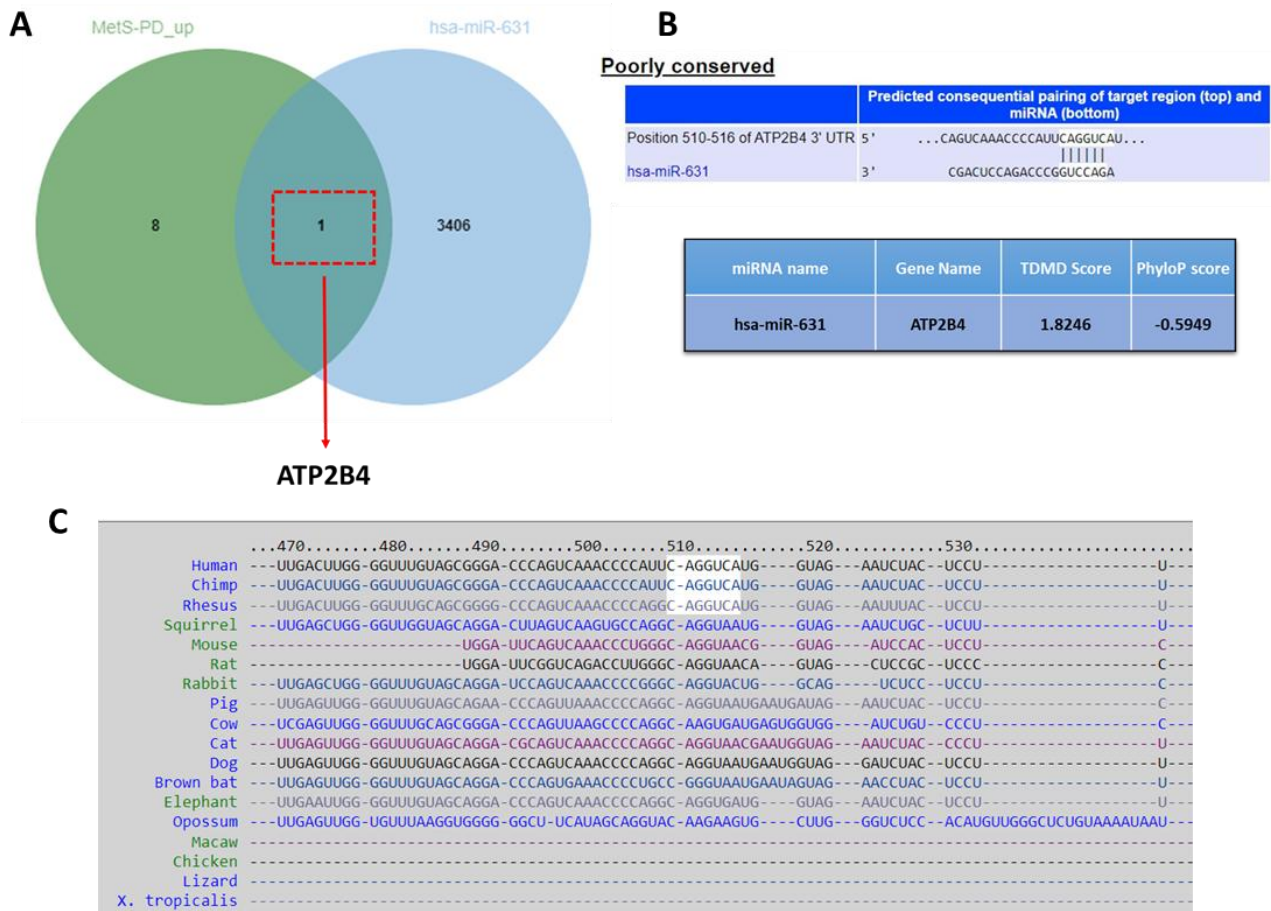 A
MetS-PD_up
hsa-miR-631
8
1
3406
ATP2B4
B
Poorly conserved
Predicted consequential pairing of target region (top) and miRNA (bottom)
Position 510-516 of ATP2B4 3' UTR 5' ...CAGUCAAACCCCAUUCAGGUCAU...
||||||
hsa-miR-631 3' CGACUCCAGACCCGGUCCAGA
miRNA name Gene Name TDMD Score PhyloP score
hsa-miR-631 ATP2B4 1.8246 -0.5949
C
...470.......480......490.......500.......510..........520..........530......................
Human ---UUGACUUGG-GGUUUGUAGCGGGA-CCCAGUCAAACCCCAUUC-AGGUCAUG----GUAG---AAUCUAC--UCCU---------------------U---
Chimp ---UUGACUUGG-GGUUUGUAGCGGGA-CCCAGUCAAACCCCAUUC-AGGUCAUG----GUAG---AAUCUAC--UCCU---------------------U---
Rhesus ---UUGACUUGG-GGUUUGCAGCGGGG-CCCAGUCAAACCCCAGGC-AGGUCAUG----GUAG---AAUUUAC--UCCU---------------------U---
Squirrel ---UUGAGCUGG-GGUUGGUAGCAGGA-CUUAGUCAAGUGCCAGGC-AGGUAAUG----GUAG---AAUCUGC--UCUU---------------------U---
Mouse ----------------------UGGA-UUCAGUCAAACCCUGGGC-AGGUAACG----GUAG---AUCCAC--UCCU---------------------C---
Rat ----------------------UGGA-UUCGGUCAGACCUUGGGC-AGGUAACA----GUAG---CUCCGC--UCCC---------------------C---
Rabbit ---UUGAGCUGG-GGUUUGUAGCAGGA-UCCAGUCAAACCCCGGGC-AGGUACUG----GCAG----UCUCC--UCCU---------------------C---
Pig ---UUGAGUUGG-GGUUUGUAGCAGAA-CCCAGUUAAACCCCAGGC-AGGUAAUGAAUGAUAG---AAUCUAC--UCCU---------------------C---
Cow ---UCGAGUUGG-GGUUUGCAGCGGGA-CCCAGUUAAGCCCCAGGC-AAGUGAUGAGUGGUGG---AUCUGU--CCCU---------------------C---
Cat ---UUGAGUUGG-GGUUUGUAGCAGGA-CGCAGUCAAACCCCAGGC-AGGUAACGAAUGGUAG---AAUCUAC--CCCU---------------------U---
Dog ---UUGAGUUGG-GGUUUGUAGCAGGA-CCCAGUCAAACCCCAGGC-AGGUAAUGAAUGGUAG---GAUCUAC--UCCU---------------------U---
Brown bat ---UUGAGUUGG-GGUUUGUAGCAGGA-CCCAGUGAAACCCCUGCC-GGGUAAUGAAUAGUAG---AACCUAC--UCCU---------------------U---
Elephant ---UUGAAUUGG-GGUUUGUAGCAGGA-CCCAGUCAAACCCCAGGC-AGGUGAUG----GUAG---AAUCUAC--UCCU---------------------U---
Opossum ---UUGAGUUGG-UGUUUAAGGUGGGG-GGCU-UCAUAGCAGGUAC-AAGAAGUG----CUUG---GGUCUCC--ACAUGUUGGGCUCUGUAAAAUAAU---
Macaw ------------------------------------------------------------------------------------------
Chicken ------------------------------------------------------------------------------------------
Lizard ------------------------------------------------------------------------------------------
X. tropicalis ------------------------------------------------------------------------------------------